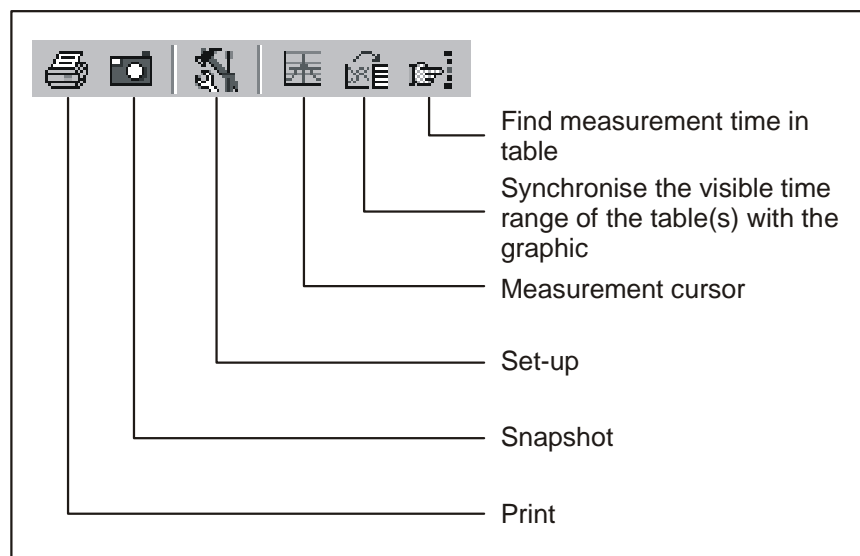 Find measurement time in
table
Synchronise the visible time
range of the table(s) with the
graphic
Measurement cursor
Set-up
Snapshot
Print